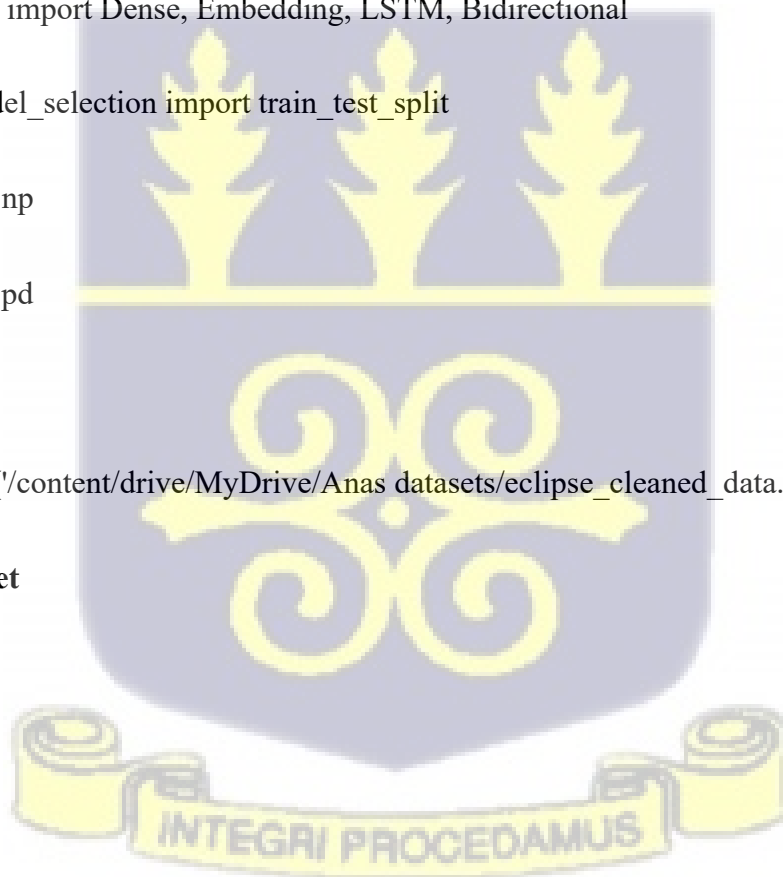 import Dense, Embedding, LSTM, Bidirectional
del_selection import train_test_split
np
pd
('/content/drive/MyDrive/Anas datasets/eclipse_cleaned_data.
et
INTEGRI PROCEDAMUS